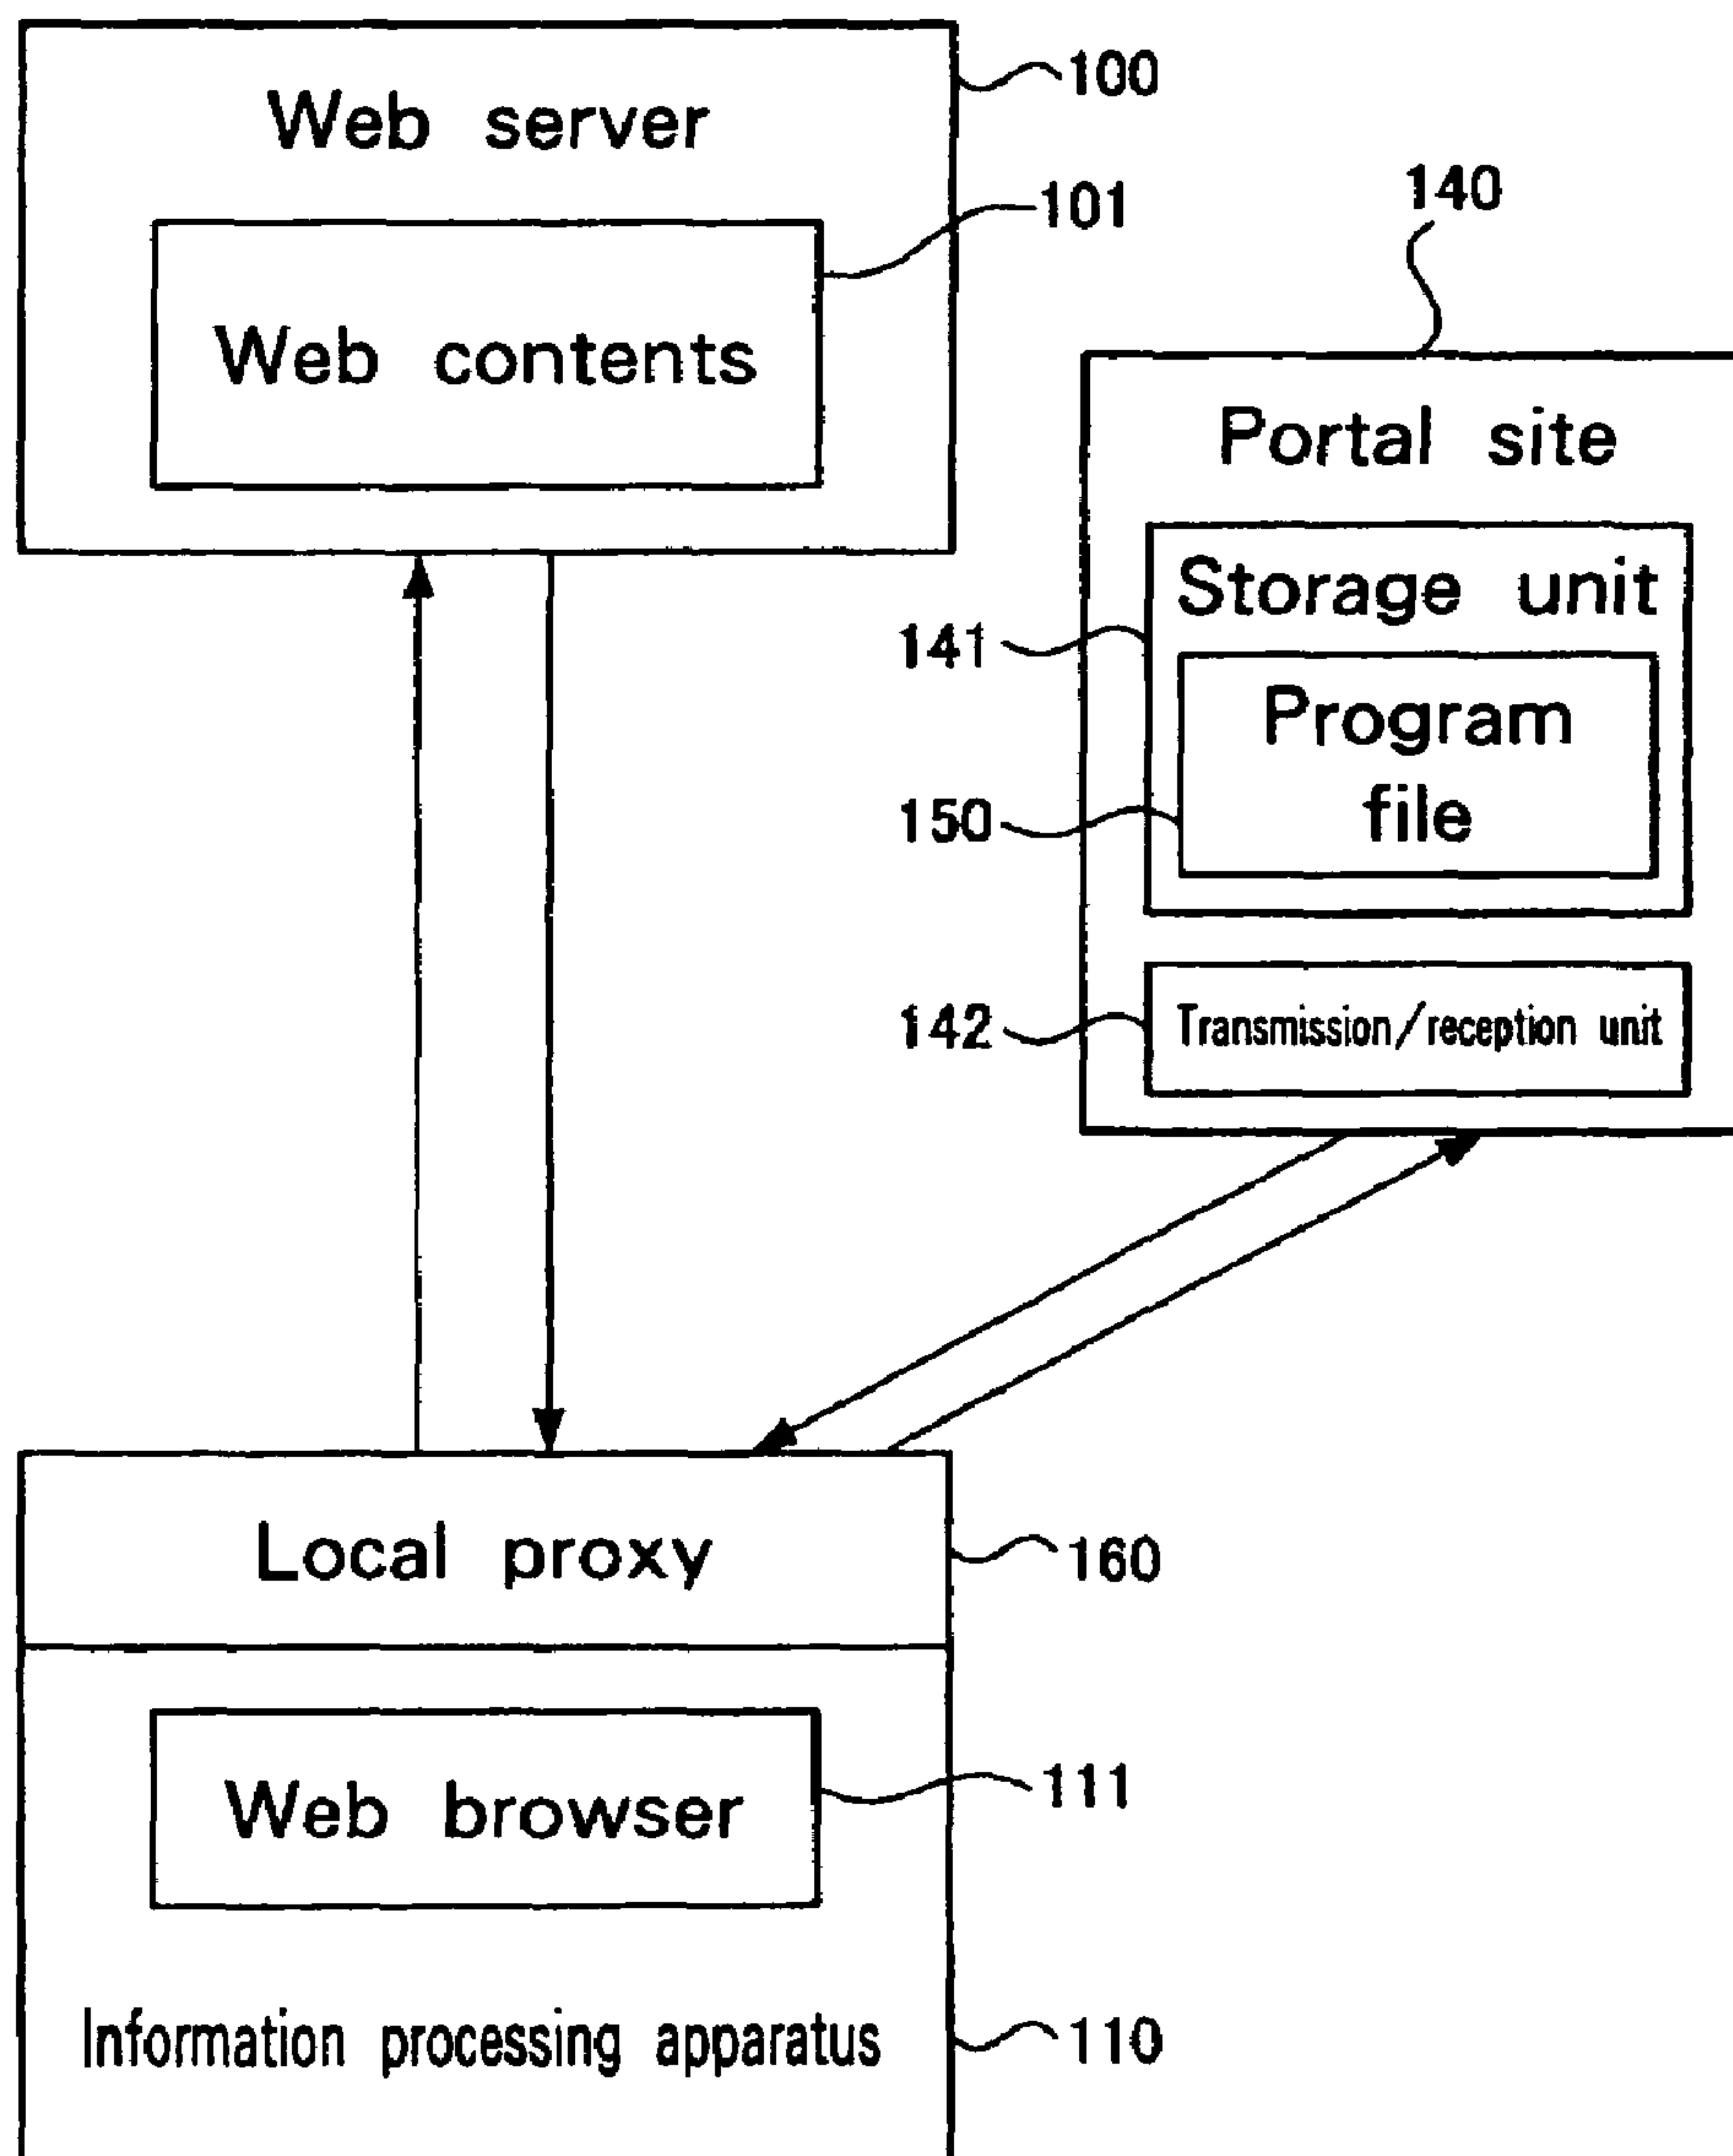 Web server
100
101
Web contents
140
Portal site
Storage unit
141
Program
file
150
142
Transmission/reception unit
Local proxy
160
Web browser
111
Information processing apparatus
110